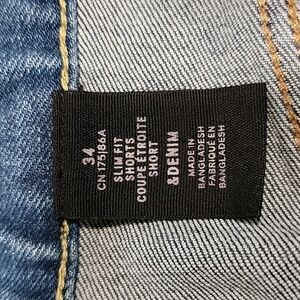 34
CN 175|86A
SLIM FIT
SHORTS
COUPE ÉTROITE
SHORT
&DENIM
MADE IN
BANGLADESH
FABRIQUÉ EN
BANGLADESH